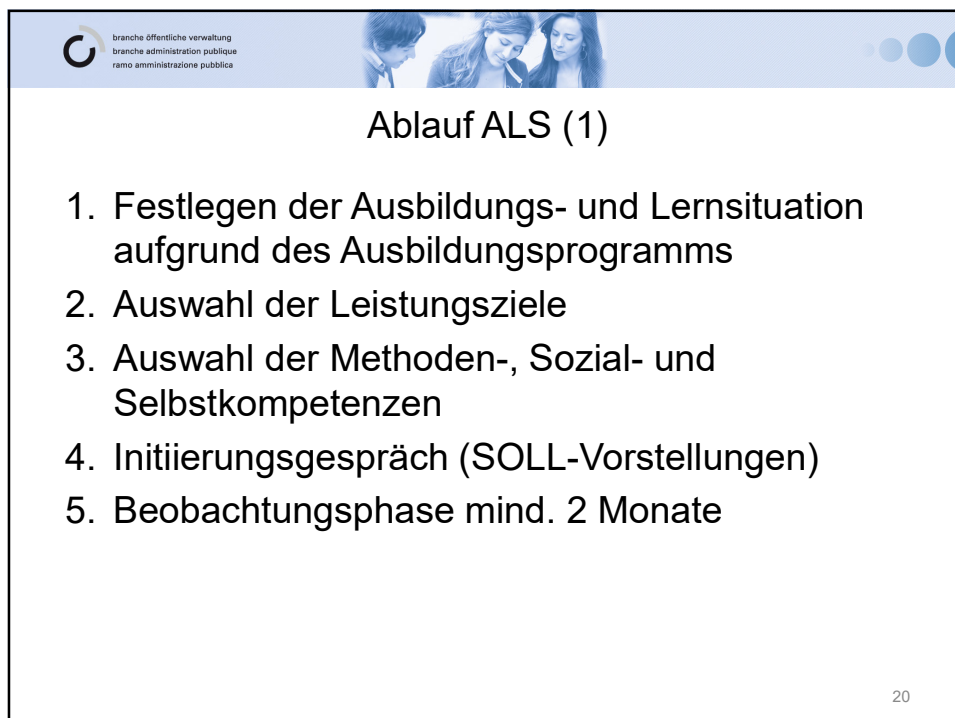 branche öffentliche verwaltung
branche administration publique
ramo amministrazione pubblica
Ablauf ALS (1)
1. Festlegen der Ausbildungs- und Lernsituation
aufgrund des Ausbildungsprogramms
2. Auswahl der Leistungsziele
3. Auswahl der Methoden-, Sozial- und
Selbstkompetenzen
4. Initiierungsgespräch (SOLL-Vorstellungen)
5. Beobachtungsphase mind. 2 Monate
20